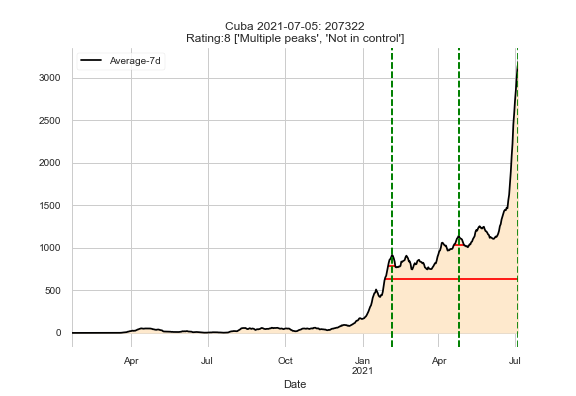 Cuba 2021-07-05: 207322
Rating:8 ['Multiple peaks', 'Not in control']
Average-7d
3000
2500
2000
1500
1000
500
0
Apr
Jul
Oct
Jan
2021
Apr
Jul
Date